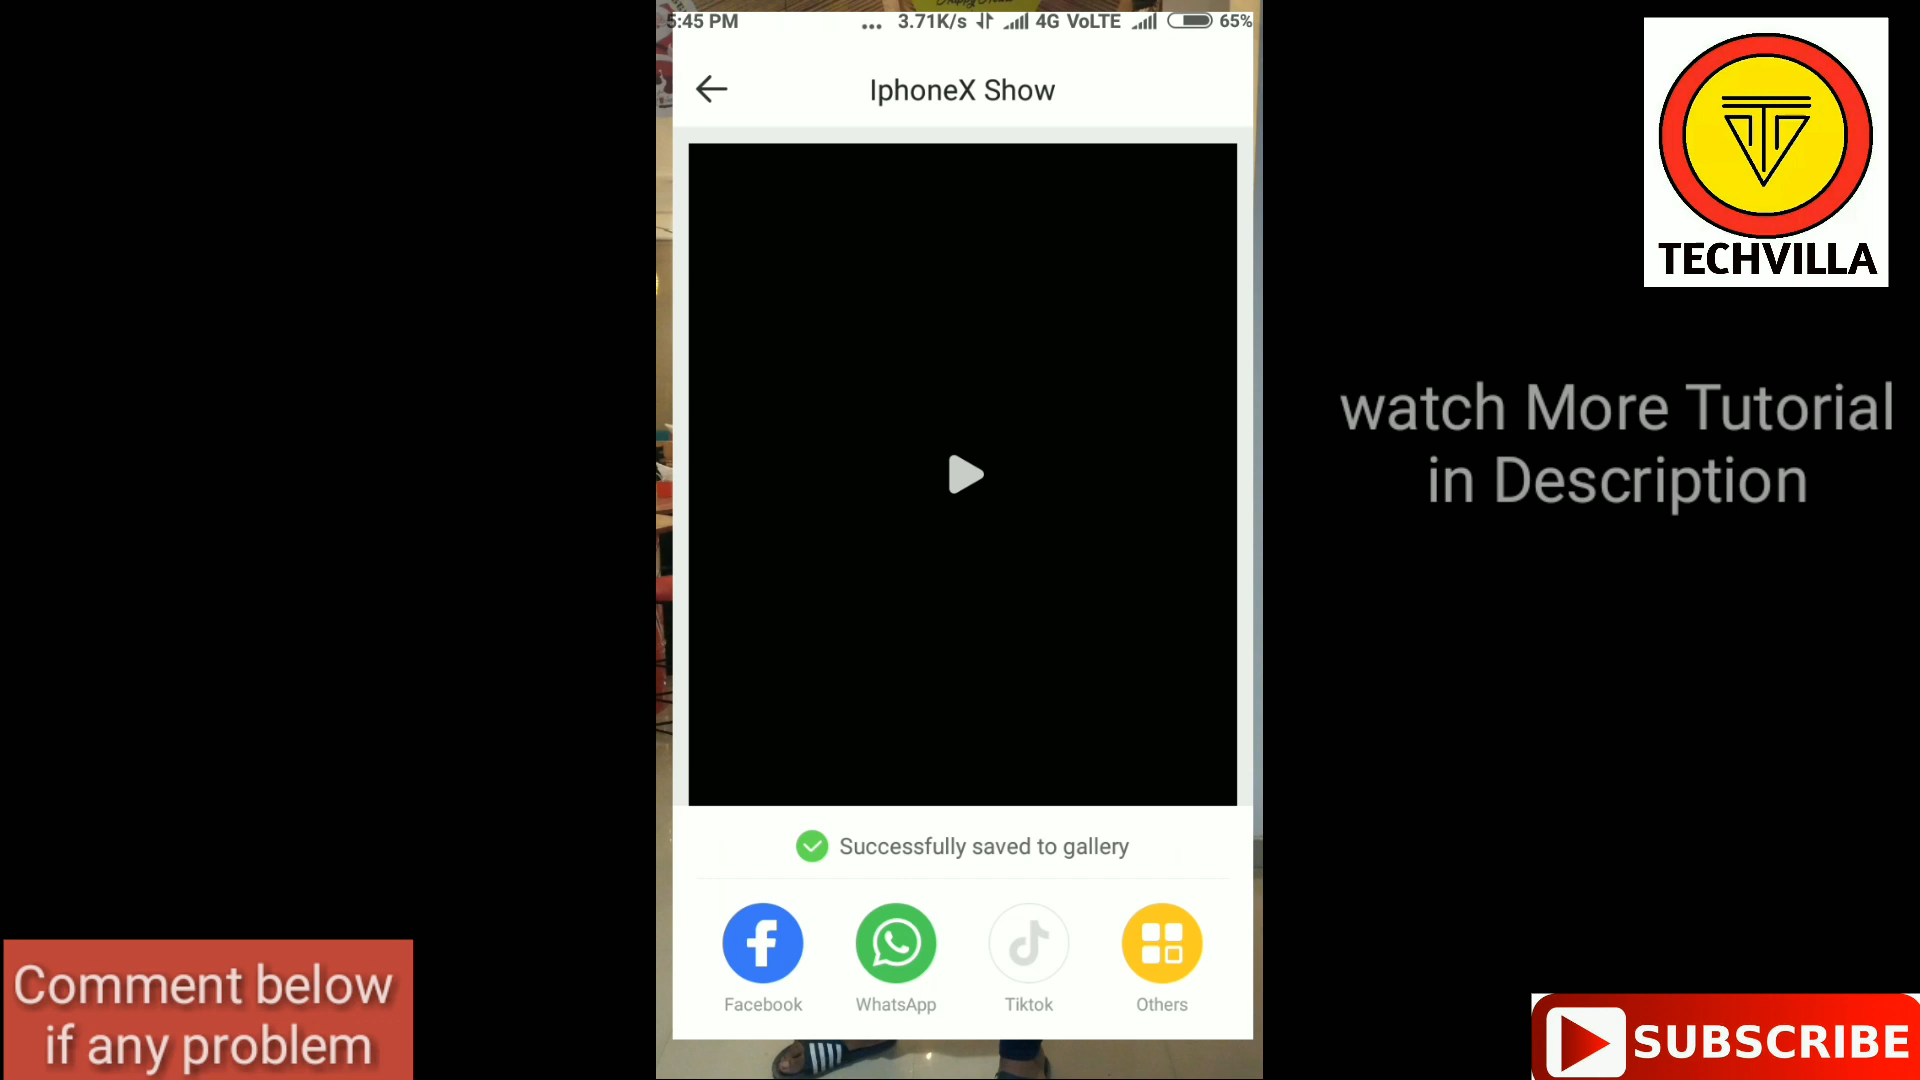 5:45 PM ... 3.71K/s 4G VoLTE 65%
IphoneX Show
TECHVILLA
watch More Tutorial
in Description
Successfully saved to gallery
Facebook WhatsApp Tiktok Others
Comment below
if any problem
SUBSCRIBE